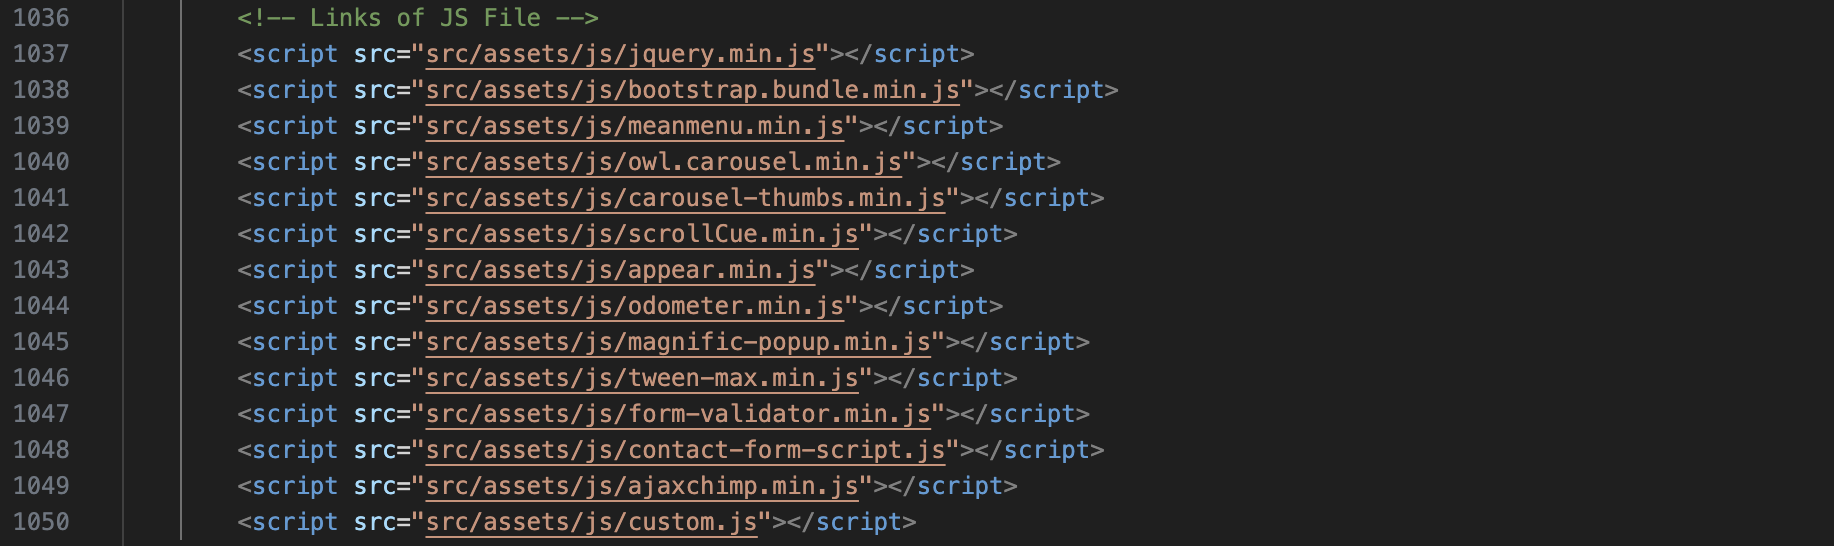 1036 <!-- Links of JS File -->
1037 <script src="src/assets/js/jquery.min.js"></script>
1038 <script src="src/assets/js/bootstrap.bundle.min.js"></script>
1039 <script src="src/assets/js/meanmenu.min.js"></script>
1040 <script src="src/assets/js/owl.carousel.min.js"></script>
1041 <script src="src/assets/js/carousel-thumbs.min.js"></script>
1042 <script src="src/assets/js/scrollCue.min.js"></script>
1043 <script src="src/assets/js/appear.min.js"></script>
1044 <script src="src/assets/js/odometer.min.js"></script>
1045 <script src="src/assets/js/magnific-popup.min.js"></script>
1046 <script src="src/assets/js/tween-max.min.js"></script>
1047 <script src="src/assets/js/form-validator.min.js"></script>
1048 <script src="src/assets/js/contact-form-script.js"></script>
1049 <script src="src/assets/js/ajaxchimp.min.js"></script>
1050 <script src="src/assets/js/custom.js"></script>